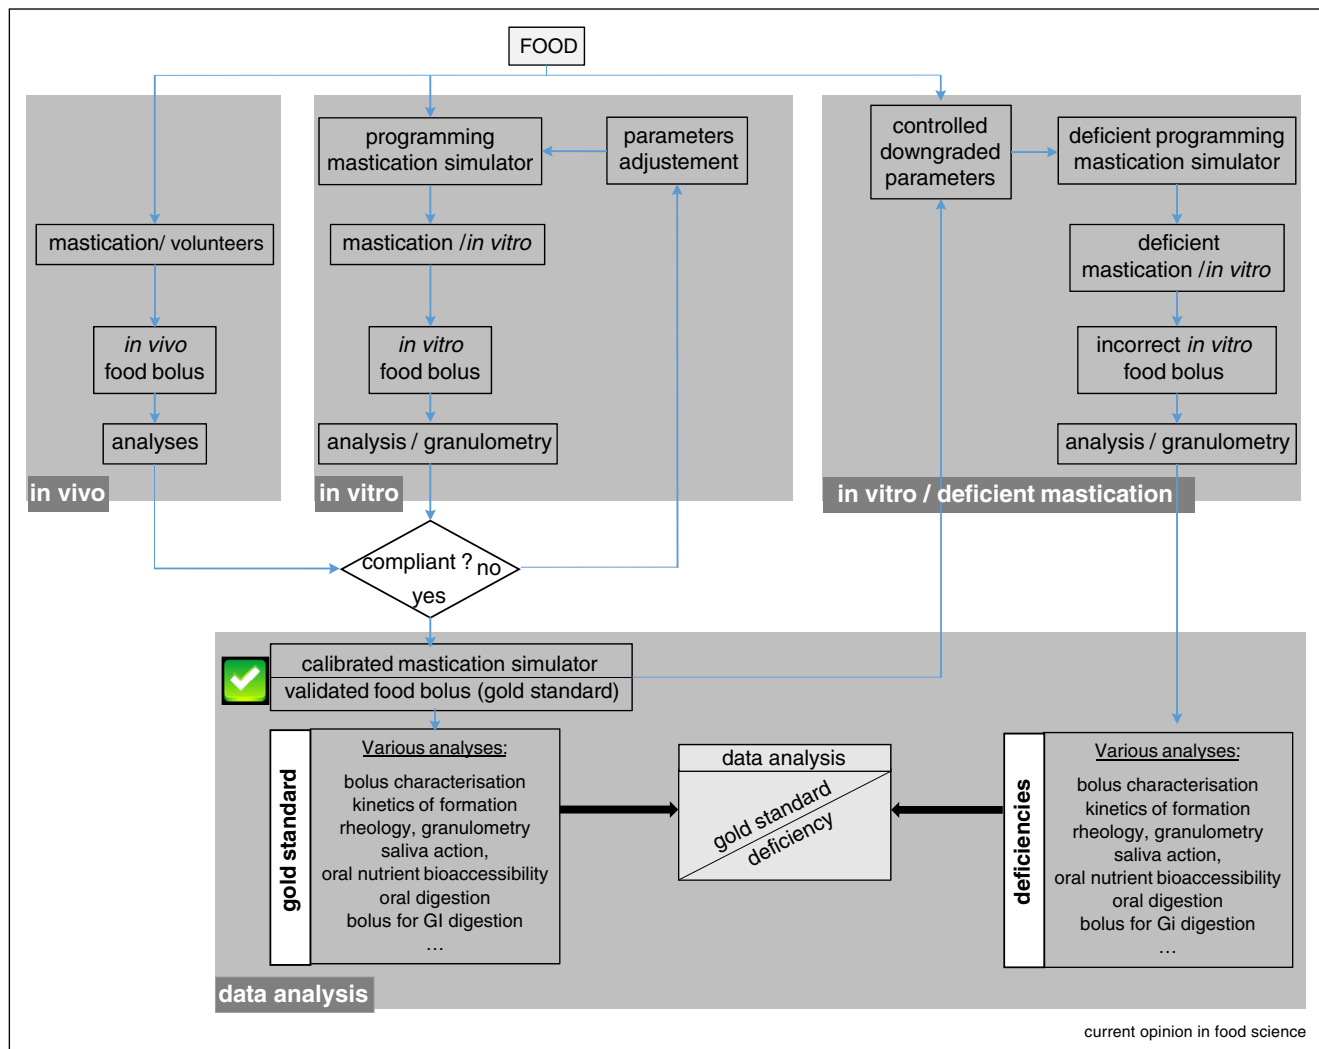 FOOD
mastication/ volunteers
in vivo
food bolus
analyses
in vivo
programming
mastication simulator
parameters
adjustement
mastication /in vitro
in vitro
food bolus
analysis / granulometry
in vitro
controlled
downgraded
parameters
deficient programming
mastication simulator
deficient
mastication /in vitro
incorrect in vitro
food bolus
analysis / granulometry
in vitro / deficient mastication
compliant ?
no
yes
calibrated mastication simulator
validated food bolus (gold standard)
gold standard
Various analyses:
bolus characterisation
kinetics of formation
rheology, granulometry
saliva action,
oral nutrient bioaccessibility
oral digestion
bolus for GI digestion
...
data analysis
gold standard
deficiency
deficiencies
Various analyses:
bolus characterisation
kinetics of formation
rheology, granulometry
saliva action,
oral nutrient bioaccessibility
oral digestion
bolus for Gi digestion
...
data analysis
current opinion in food science